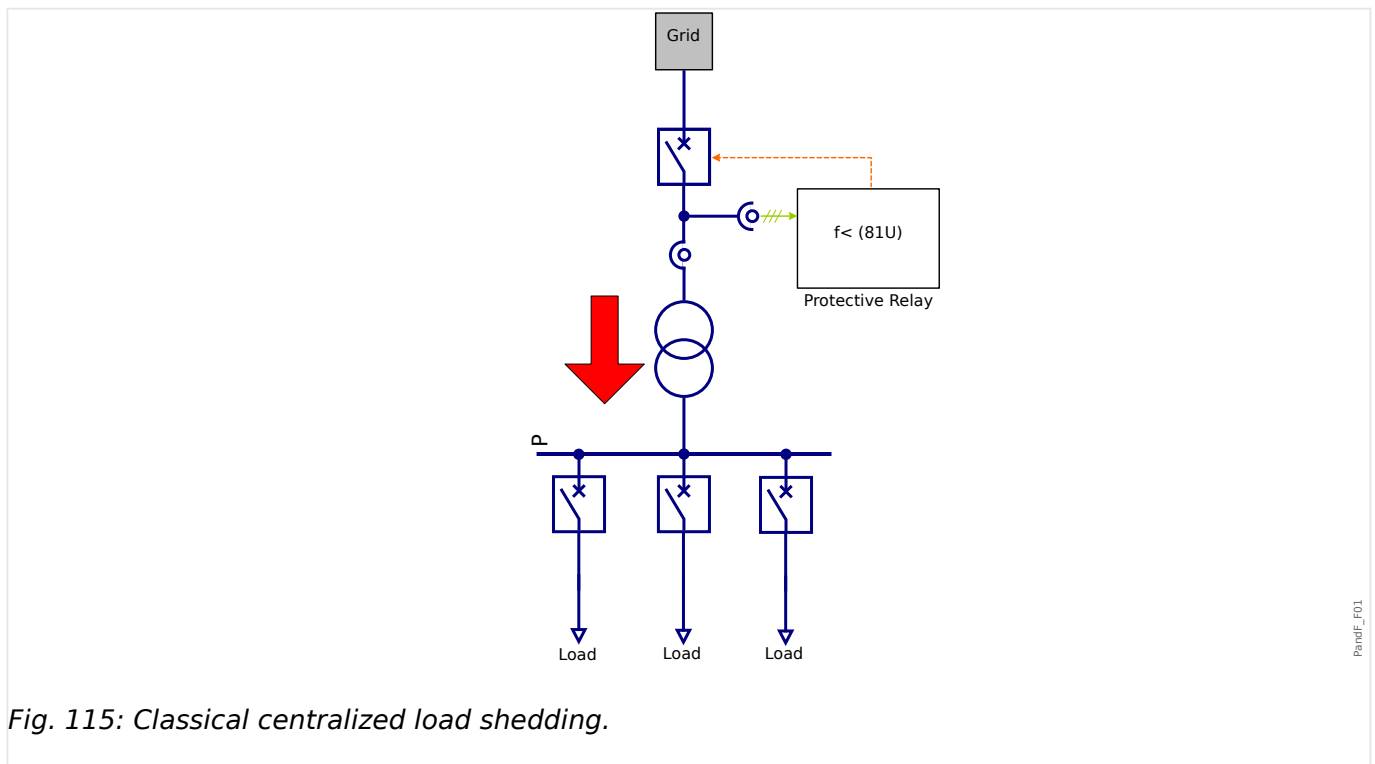 Grid
f< (81U)
Protective Relay
P
Load
Load
Load
PandF_F01
Fig. 115: Classical centralized load shedding.